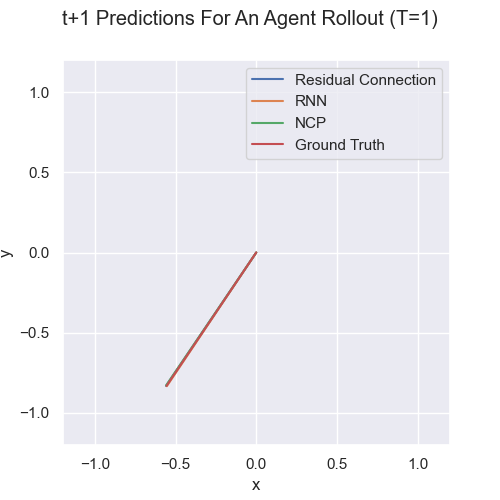 t+1 Predictions For An Agent Rollout (T=1)
Residual Connection
RNN
NCP
Ground Truth
y
1.0
0.5
0.0
−0.5
−1.0
−1.0 −0.5 0.0 0.5 1.0
x